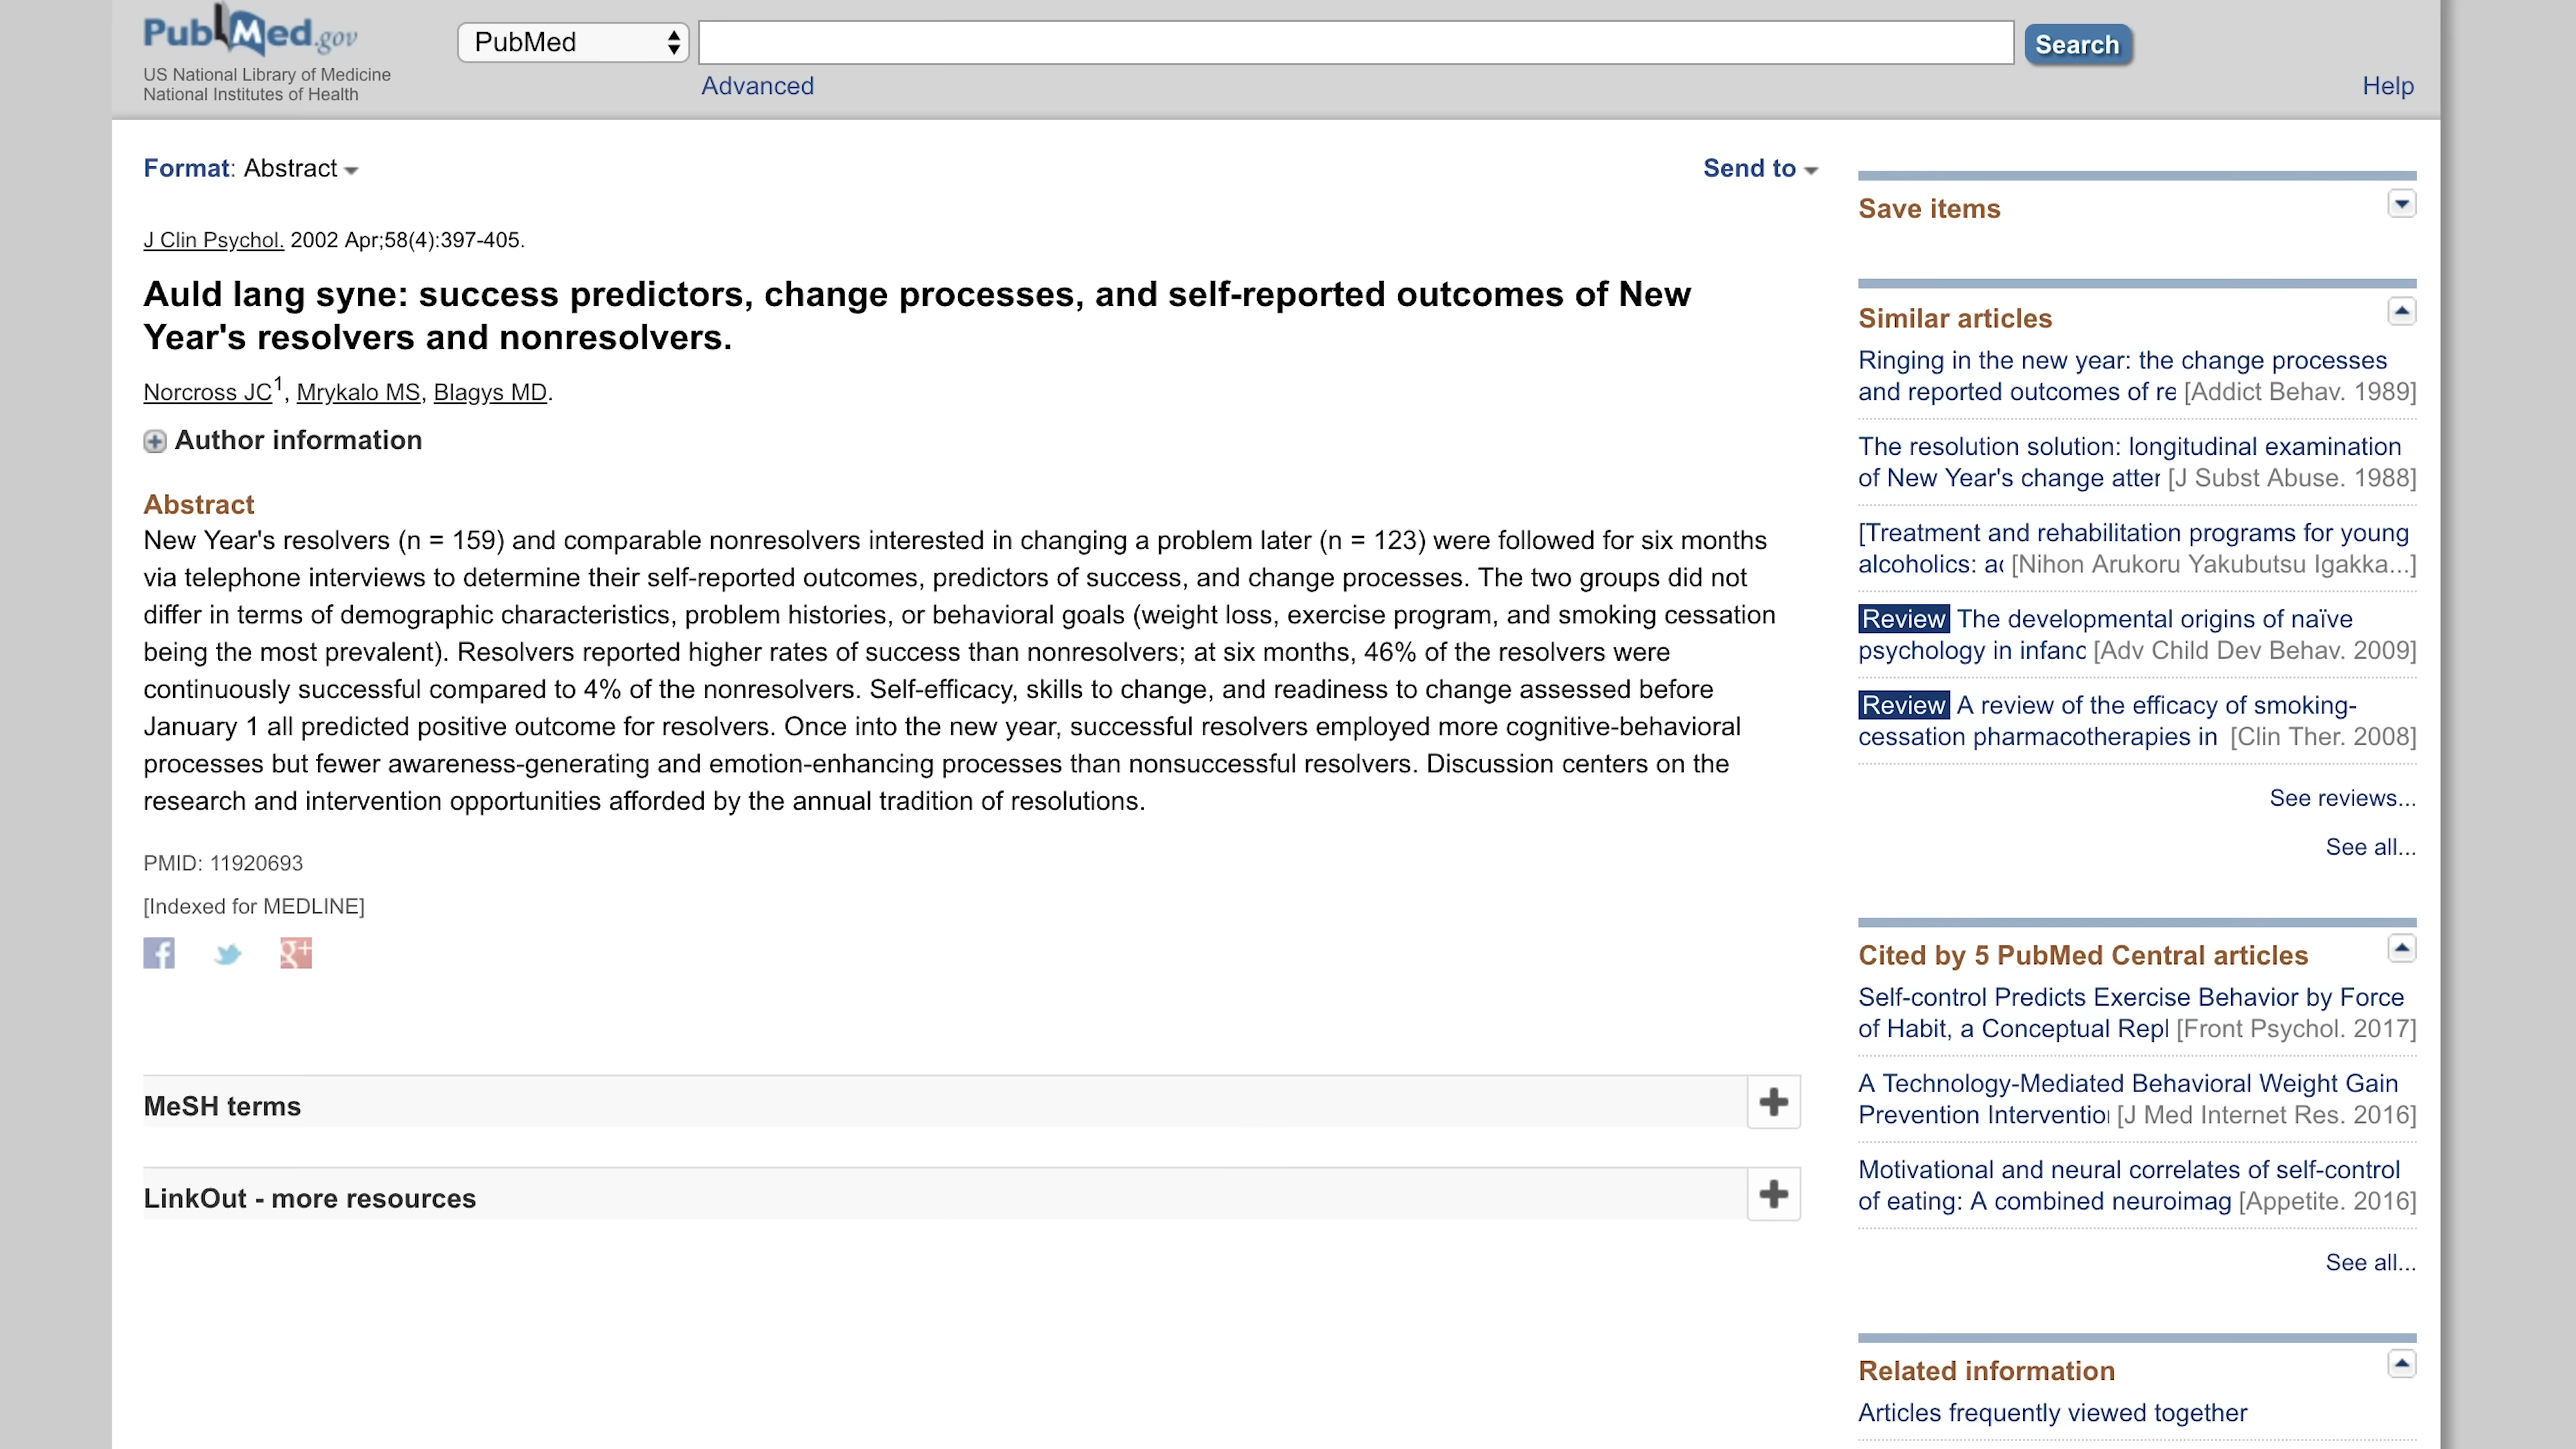 PubMed.gov
US National Library of Medicine
National Institutes of Health
PubMed
Search
Advanced
Help
Format: Abstract
Send to
J Clin Psychol. 2002 Apr;58(4):397-405.
Auld lang syne: success predictors, change processes, and self-reported outcomes of New
Year's resolvers and nonresolvers.
Norcross JC1, Mrykalo MS, Blagys MD.
Author information
Abstract
New Year's resolvers (n = 159) and comparable nonresolvers interested in changing a problem later (n = 123) were followed for six months
via telephone interviews to determine their self-reported outcomes, predictors of success, and change processes. The two groups did not
differ in terms of demographic characteristics, problem histories, or behavioral goals (weight loss, exercise program, and smoking cessation
being the most prevalent). Resolvers reported higher rates of success than nonresolvers; at six months, 46% of the resolvers were
continuously successful compared to 4% of the nonresolvers. Self-efficacy, skills to change, and readiness to change assessed before
January 1 all predicted positive outcome for resolvers. Once into the new year, successful resolvers employed more cognitive-behavioral
processes but fewer awareness-generating and emotion-enhancing processes than nonsuccessful resolvers. Discussion centers on the
research and intervention opportunities afforded by the annual tradition of resolutions.
PMID: 11920693
[Indexed for MEDLINE]
f
g+
MeSH terms
LinkOut - more resources
Save items
Similar articles
Ringing in the new year: the change processes
and reported outcomes of re [Addict Behav. 1989]
The resolution solution: longitudinal examination
of New Year's change atter [J Subst Abuse. 1988]
[Treatment and rehabilitation programs for young
alcoholics: ac [Nihon Arukoru Yakubutsu Igakka...]
Review The developmental origins of naïve
psychology in infanc [Adv Child Dev Behav. 2009]
Review A review of the efficacy of smoking-
cessation pharmacotherapies in [Clin Ther. 2008]
See reviews...
See all...
Cited by 5 PubMed Central articles
Self-control Predicts Exercise Behavior by Force
of Habit, a Conceptual Repl [Front Psychol. 2017]
A Technology-Mediated Behavioral Weight Gain
Prevention Interventio [J Med Internet Res. 2016]
Motivational and neural correlates of self-control
of eating: A combined neuroimag [Appetite. 2016]
See all...
Related information
Articles frequently viewed together